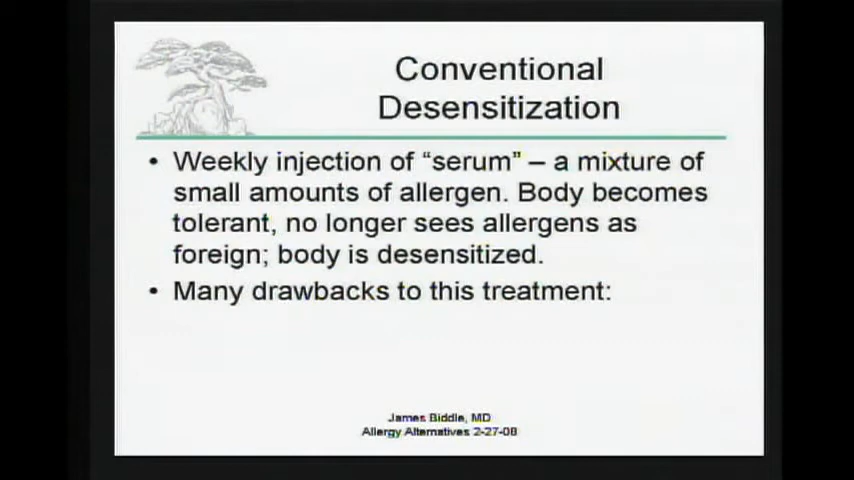 Conventional
Desensitization
• Weekly injection of “serum” – a mixture of
small amounts of allergen. Body becomes
tolerant, no longer sees allergens as
foreign; body is desensitized.
• Many drawbacks to this treatment:
James Biddle, MD
Allergy Alternatives 2-27-08